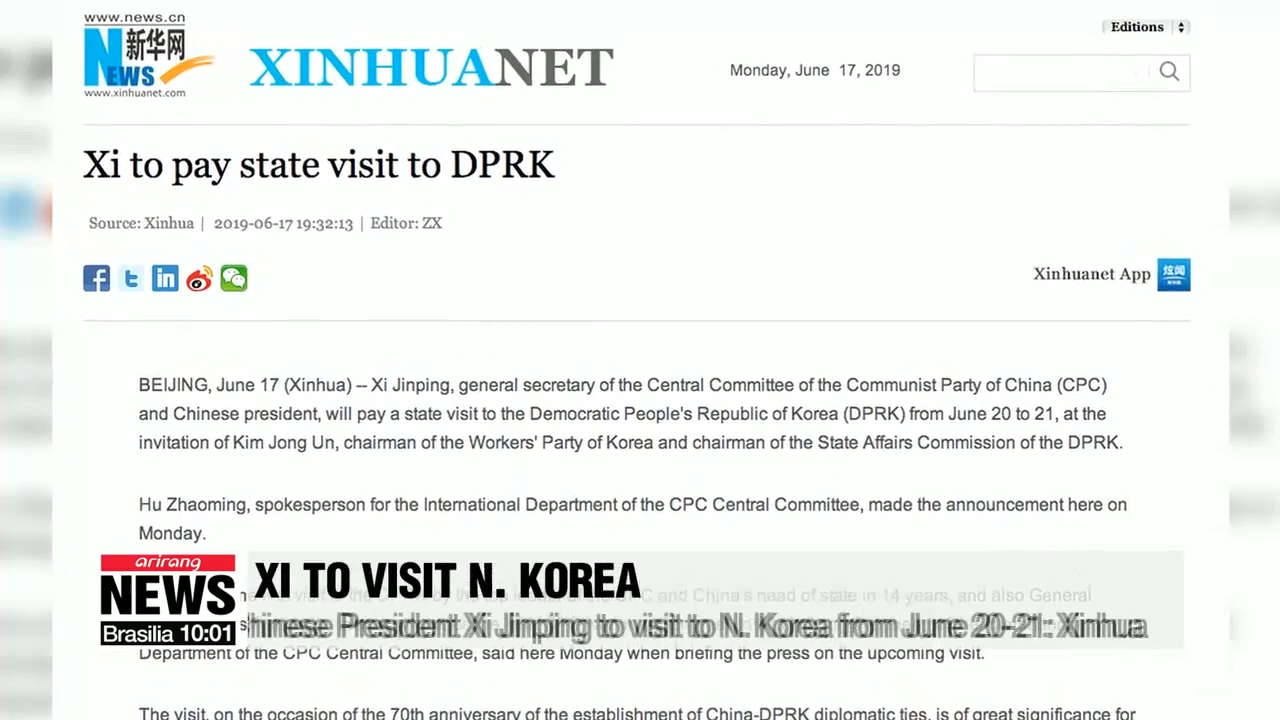 www.news.cn
Editions
新华网
NEWS
XINHUANET
Monday, June 17, 2019
www.xinhuanet.com
Xi to pay state visit to DPRK
Source: Xinhua | 2019-06-17 19:32:13 | Editor: ZX
Xinhuanet App 炫闻
BEIJING, June 17 (Xinhua) -- Xi Jinping, general secretary of the Central Committee of the Communist Party of China (CPC)
and Chinese president, will pay a state visit to the Democratic People's Republic of Korea (DPRK) from June 20 to 21, at the
invitation of Kim Jong Un, chairman of the Workers' Party of Korea and chairman of the State Affairs Commission of the DPRK.
Hu Zhaoming, spokesperson for the International Department of the CPC Central Committee, made the announcement here on
Monday.
arirang
NEWS
Brasilia 10:01
XI TO VISIT N. KOREA
and China's head of state in 14 years, and also General
President Xi Jinping to visit to N. Korea from June 20-21: Xinhua
Department of the CPC Central Committee, said here Monday when briefing the press on the upcoming visit.
The visit, on the occasion of the 70th anniversary of the establishment of China-DPRK diplomatic ties, is of great significance for